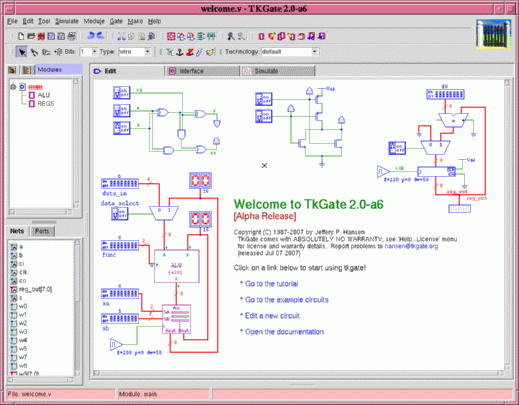 welcome.v - TKGate 2.0-a6
File Edit Tool Simulate Module Gate Make Help
Bits: 1 Type: wire Technology: default
Modules
main
ALU
REGS
Nets Ports
a
b
ci
clk
co
reg_out[7:0]
s
w0
w1
w2
w3
w4
w5
w6
w7
w8
Edit Interface Simulate
data_in
data_select
func
ALU
sa
sb
clk
Vdd
reg_out
Welcome to TkGate 2.0-a6
[Alpha Release]
Copyright (C) 1987-2007 by Jeffery P. Hansen
TKGate comes with ABSOLUTELY NO WARRANTY; see 'Help...License' menu
for license and warranty details. Report problems to hansen@tkgate.org
(released Jul 07 2007)
Click on a link below to start using tkgate!
* Go to the tutorial
* Go to the example circuits
* Edit a new circuit
* Open the documentation
File: welcome.v Module: main